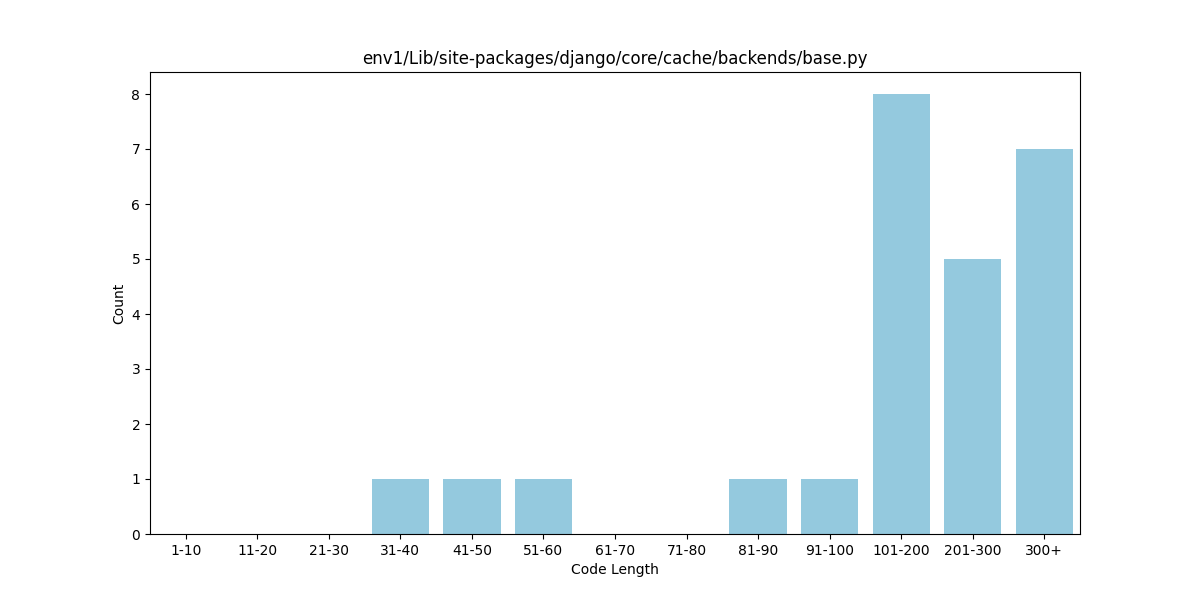 env1/Lib/site-packages/django/core/cache/backends/base.py
8
7
6
5
4
3
2
1
0
Count
1-10 11-20 21-30 31-40 41-50 51-60 61-70 71-80 81-90 91-100 101-200 201-300 300+
Code Length